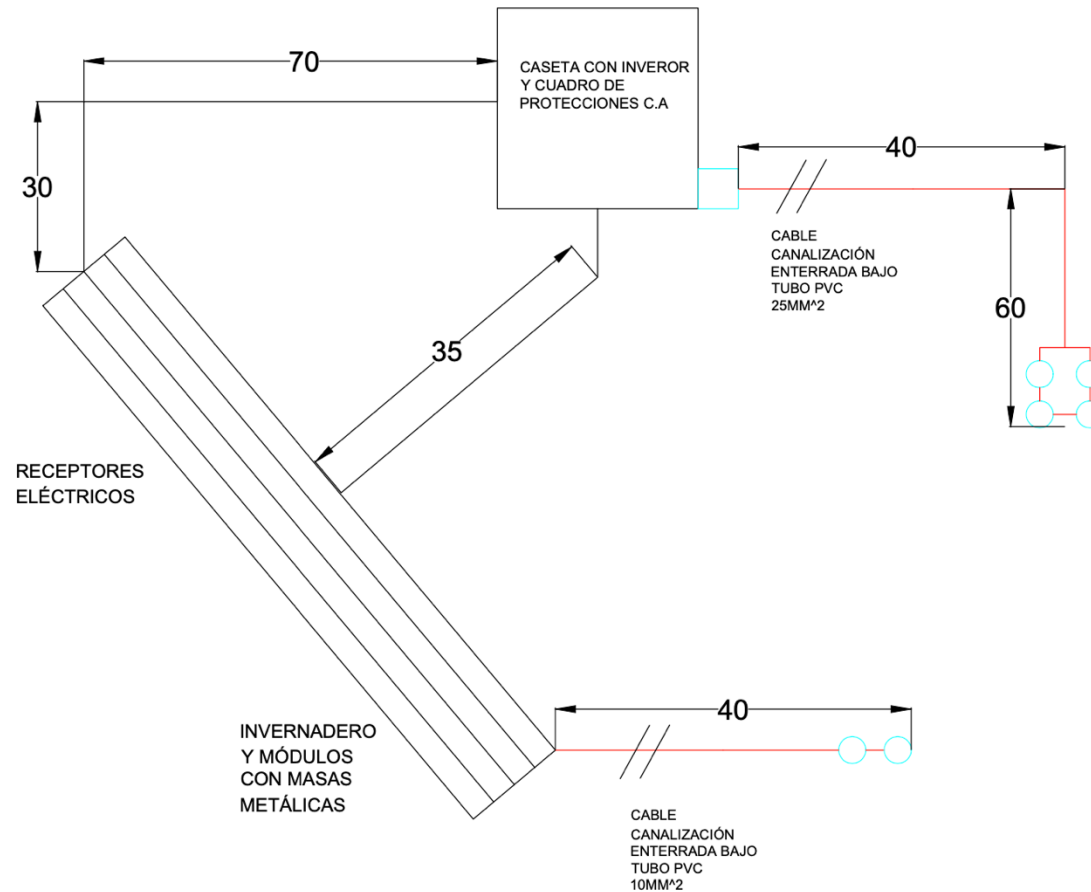 70
CASETA CON INVEROR
Y CUADRO DE
PROTECCIONES C.A
30
40
CABLE
CANALIZACIÓN
ENTERRADA BAJO
TUBO PVC
25MM^2
60
35
RECEPTORES
ELÉCTRICOS
INVERNADERO
Y MÓDULOS
CON MASAS
METÁLICAS
40
CABLE
CANALIZACIÓN
ENTERRADA BAJO
TUBO PVC
10MM^2